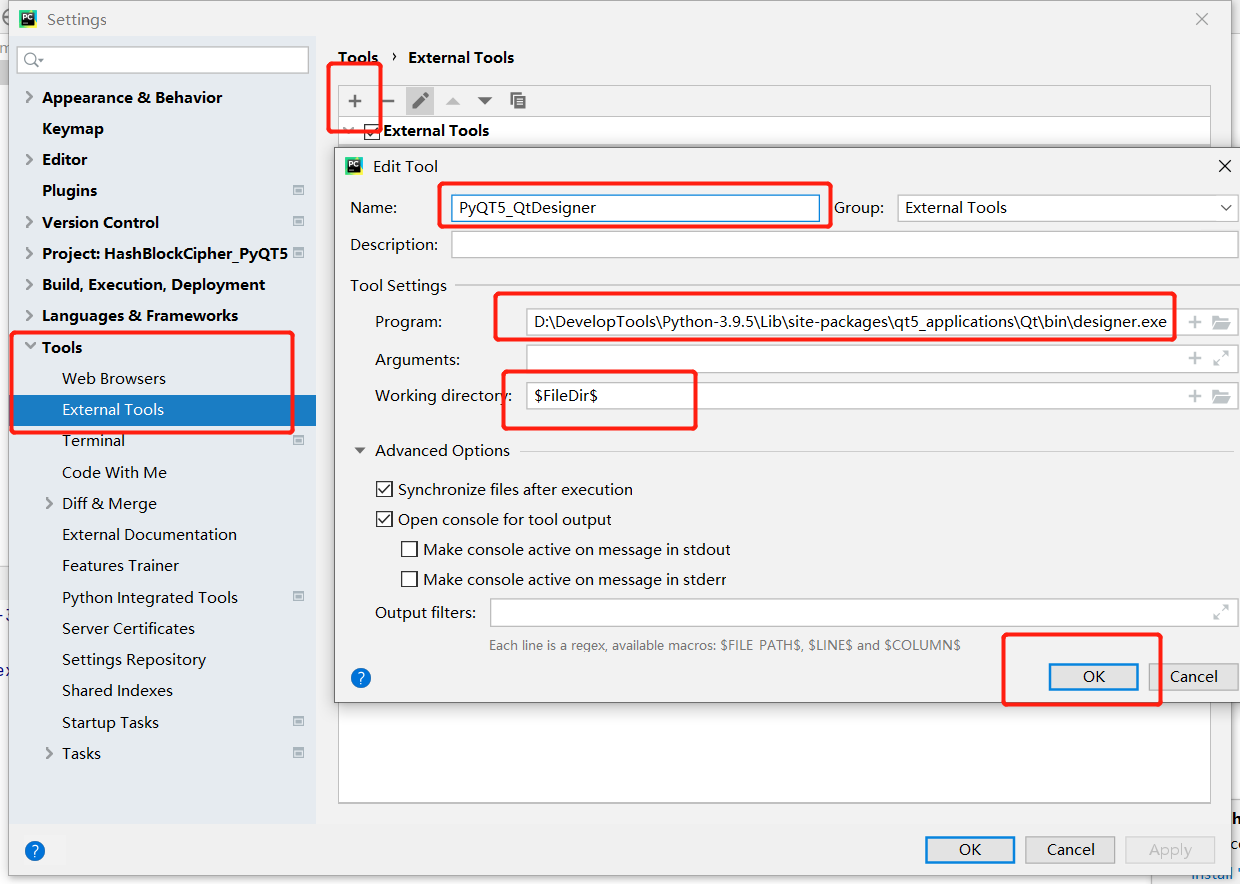 Settings
Appearance & Behavior
Keymap
Editor
Plugins
Version Control
Project: HashBlockCipher_PyQT5
Build, Execution, Deployment
Languages & Frameworks
Tools
Web Browsers
External Tools
Terminal
Code With Me
Diff & Merge
External Documentation
Features Trainer
Python Integrated Tools
Server Certificates
Settings Repository
Shared Indexes
Startup Tasks
Tasks
Tools › External Tools
External Tools
PC Edit Tool
Name: PyQT5_QtDesigner Group: External Tools
Description:
Tool Settings
Program: D:\DevelopTools\Python-3.9.5\Lib\site-packages\qt5_applications\Qt\bin\designer.exe
Arguments:
Working directory: $FileDir$
Advanced Options
Synchronize files after execution
Open console for tool output
Make console active on message in stdout
Make console active on message in stderr
Output filters:
Each line is a regex, available macros: $FILE_PATH$, $LINE$ and $COLUMN$
? OK Cancel
? OK Cancel Apply